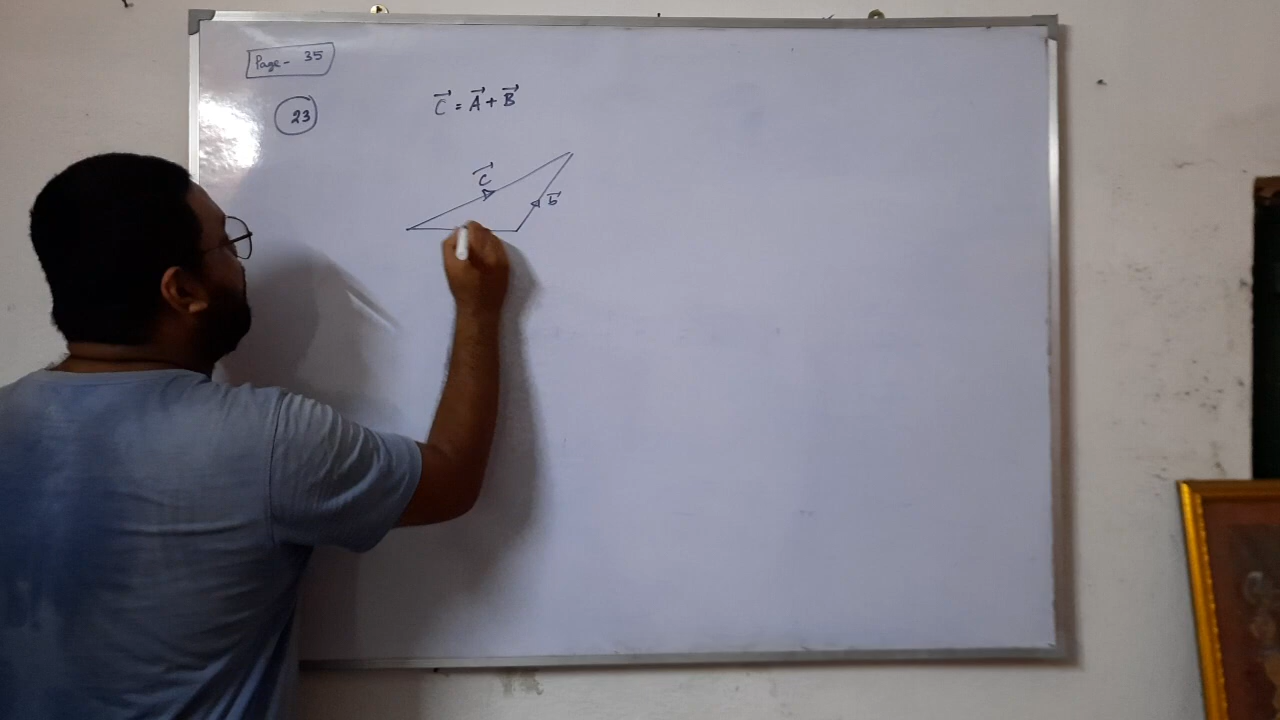 Page- 35
23
C⃗ = A⃗ + B⃗
C⃗
b⃗